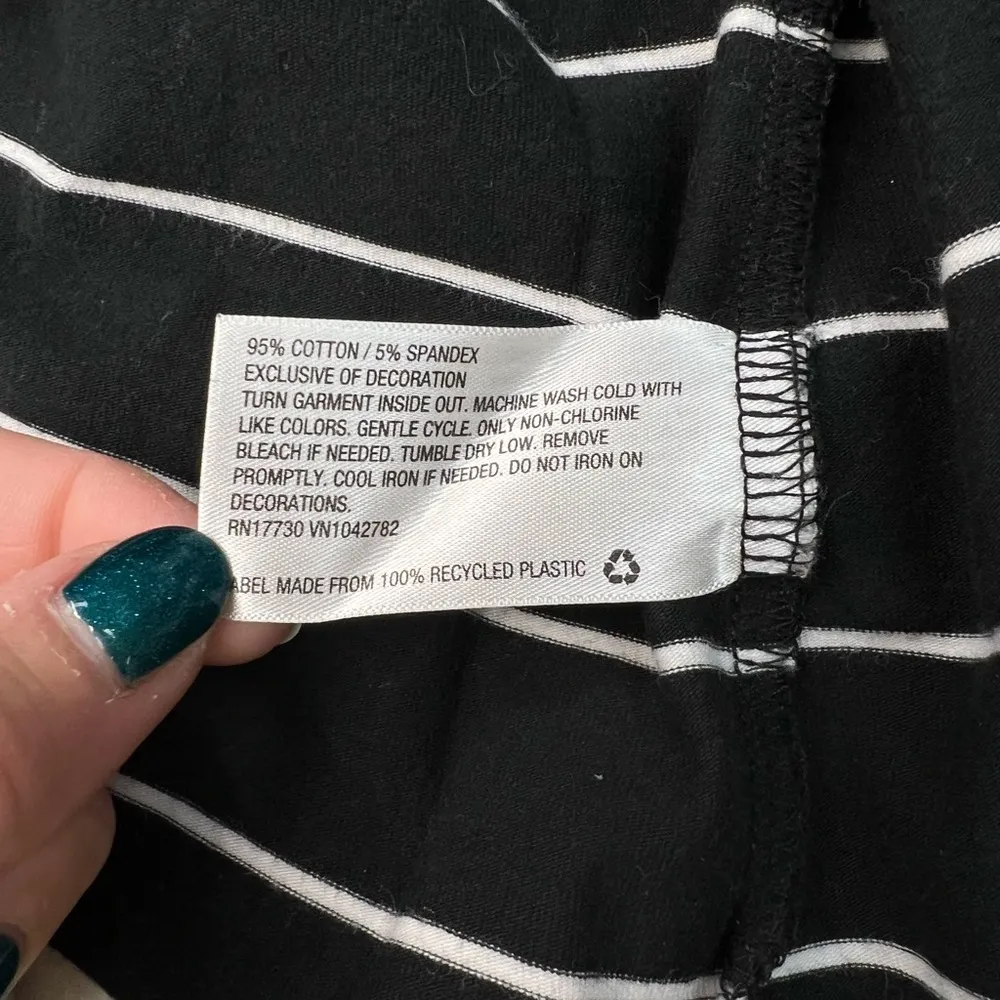 95% COTTON / 5% SPANDEX
EXCLUSIVE OF DECORATION
TURN GARMENT INSIDE OUT. MACHINE WASH COLD WITH
LIKE COLORS. GENTLE CYCLE. ONLY NON-CHLORINE
BLEACH IF NEEDED. TUMBLE DRY LOW. REMOVE
PROMPTLY. COOL IRON IF NEEDED. DO NOT IRON ON
DECORATIONS.
RN17730 VN1042782
ABEL MADE FROM 100% RECYCLED PLASTIC